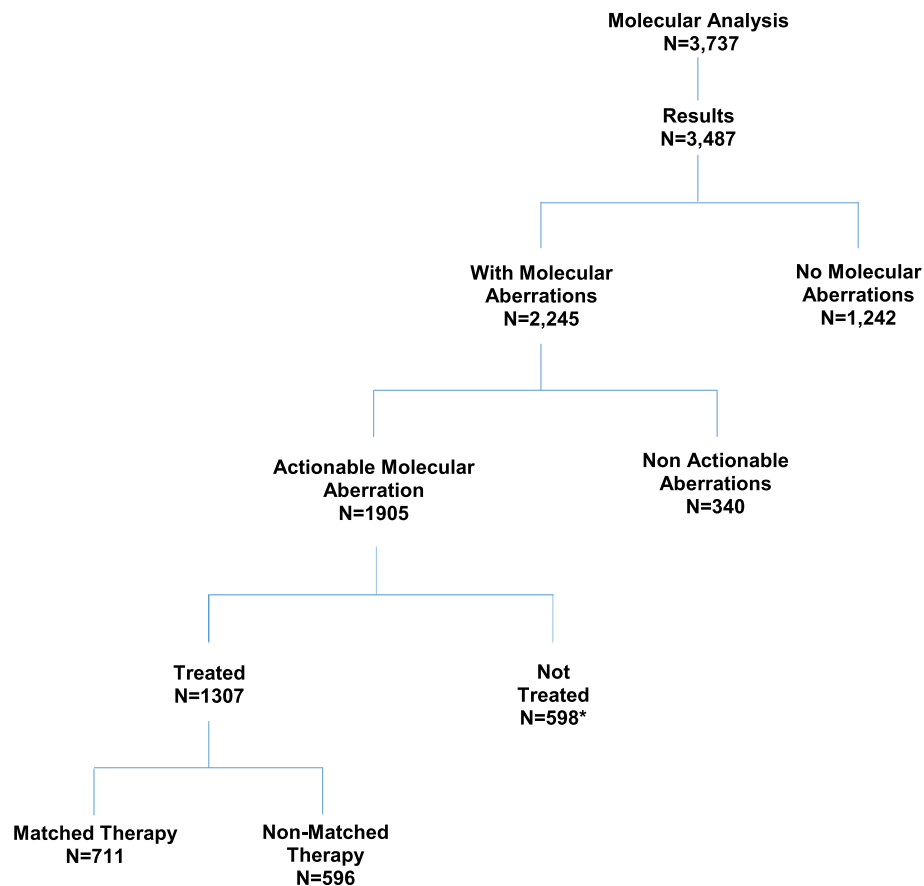 Molecular Analysis
N=3,737
Results
N=3,487
With Molecular
Aberrations
N=2,245
No Molecular
Aberrations
N=1,242
Actionable Molecular
Aberration
N=1905
Non Actionable
Aberrations
N=340
Treated
N=1307
Not
Treated
N=598*
Matched Therapy
N=711
Non-Matched
Therapy
N=596